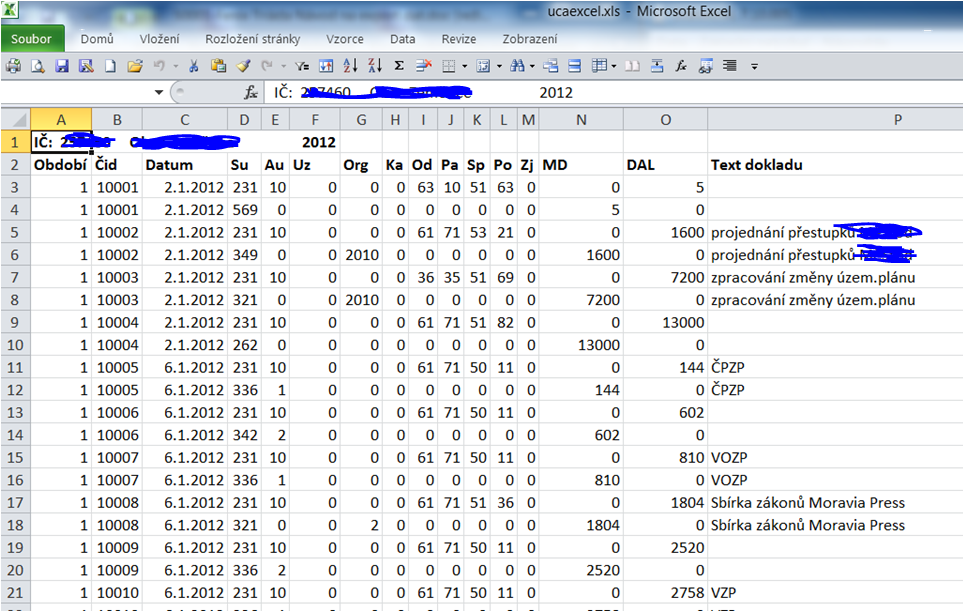 ucaexcel.xls - Microsoft Excel
Soubor Domů Vložení Rozložení stránky Vzorce Data Revize Zobrazení
fx IČ: 2012
A B C D E F G H I J K L M N O P
1 IČ: 2012
2 Období Čid Datum Su Au Uz Org Ka Od Pa Sp Po Zj MD DAL Text dokladu
3 1 10001 2.1.2012 231 10 0 0 0 63 10 51 63 0 0 5
4 1 10001 2.1.2012 569 0 0 0 0 0 0 0 0 0 5 0
5 1 10002 2.1.2012 231 10 0 0 0 61 71 53 21 0 0 1600 projednání přestupků
6 1 10002 2.1.2012 349 0 0 2010 0 0 0 0 0 0 1600 0 projednání přestupků
7 1 10003 2.1.2012 231 10 0 0 0 36 35 51 69 0 0 7200 zpracování změny územ.plánu
8 1 10003 2.1.2012 321 0 0 2010 0 0 0 0 0 0 7200 0 zpracování změny územ.plánu
9 1 10004 2.1.2012 231 10 0 0 0 61 71 51 82 0 0 13000
10 1 10004 2.1.2012 262 0 0 0 0 0 0 0 0 0 13000 0
11 1 10005 6.1.2012 231 10 0 0 0 61 71 50 11 0 0 144 ČPZP
12 1 10005 6.1.2012 336 1 0 0 0 0 0 0 0 0 144 0 ČPZP
13 1 10006 6.1.2012 231 10 0 0 0 61 71 50 11 0 0 602
14 1 10006 6.1.2012 342 2 0 0 0 0 0 0 0 0 602 0
15 1 10007 6.1.2012 231 10 0 0 0 61 71 50 11 0 0 810 VOZP
16 1 10007 6.1.2012 336 1 0 0 0 0 0 0 0 0 810 0 VOZP
17 1 10008 6.1.2012 231 10 0 0 0 61 71 51 36 0 0 1804 Sbírka zákonů Moravia Press
18 1 10008 6.1.2012 321 0 0 2 0 0 0 0 0 0 1804 0 Sbírka zákonů Moravia Press
19 1 10009 6.1.2012 231 10 0 0 0 61 71 50 11 0 0 2520
20 1 10009 6.1.2012 336 2 0 0 0 0 0 0 0 0 2520 0
21 1 10010 6.1.2012 231 10 0 0 0 61 71 50 11 0 0 2758 VZP